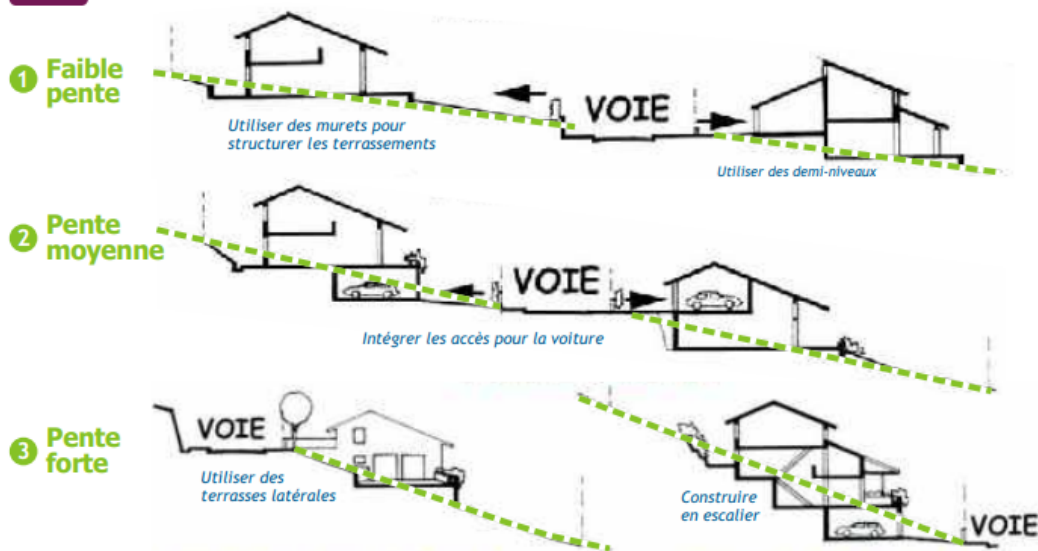 1 Faible
pente
VOIE
Utiliser des murets pour
structurer les terrassements
Utiliser des demi-niveaux
2 Pente
moyenne
VOIE
Intégrer les accès pour la voiture
3 Pente
forte
VOIE
Utiliser des
terrasses latérales
Construire
en escalier
VOIE